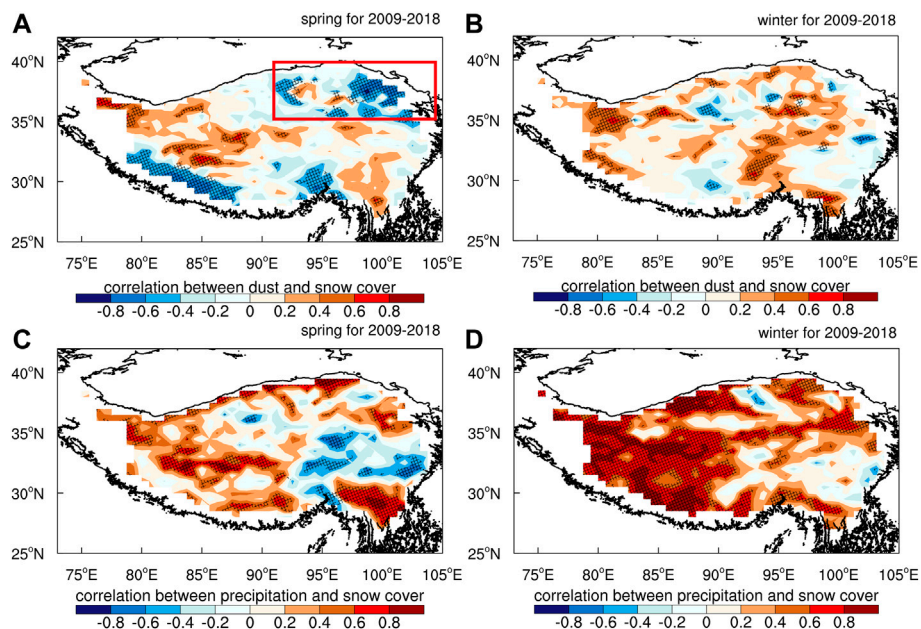 A
spring for 2009-2018
40°N
35°N
30°N
25°N
75°E 80°E 85°E 90°E 95°E 100°E 105°E
correlation between dust and snow cover
-0.8 -0.6 -0.4 -0.2 0 0.2 0.4 0.6 0.8
B
winter for 2009-2018
40°N
35°N
30°N
25°N
75°E 80°E 85°E 90°E 95°E 100°E 105°E
correlation between dust and snow cover
-0.8 -0.6 -0.4 -0.2 0 0.2 0.4 0.6 0.8
C
spring for 2009-2018
40°N
35°N
30°N
25°N
75°E 80°E 85°E 90°E 95°E 100°E 105°E
correlation between precipitation and snow cover
-0.8 -0.6 -0.4 -0.2 0 0.2 0.4 0.6 0.8
D
winter for 2009-2018
40°N
35°N
30°N
25°N
75°E 80°E 85°E 90°E 95°E 100°E 105°E
correlation between precipitation and snow cover
-0.8 -0.6 -0.4 -0.2 0 0.2 0.4 0.6 0.8